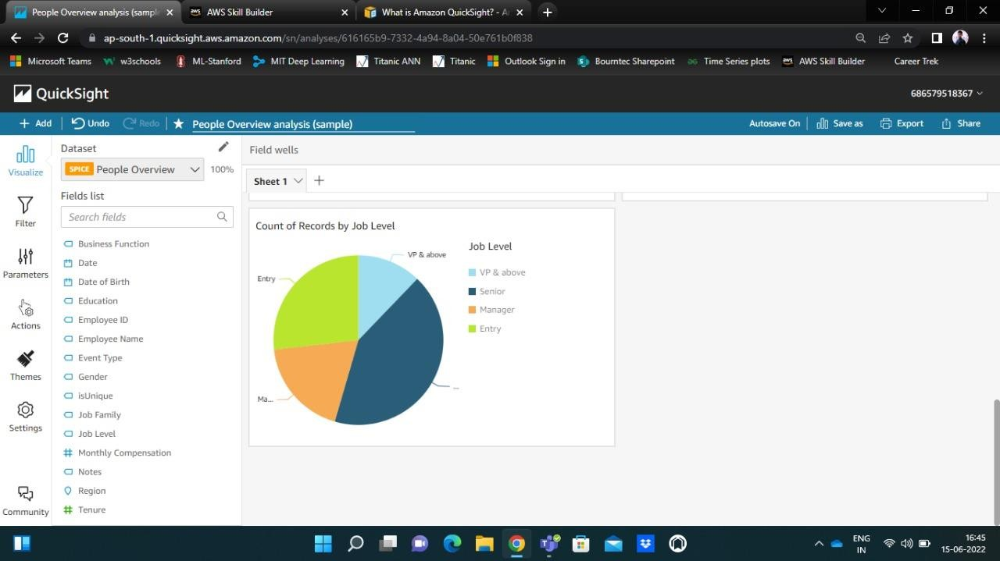 People Overview analysis (sampl
AWS Skill Builder
What is Amazon QuickSight? - A
ap-south-1.quicksight.aws.amazon.com/sn/analyses/616165b9-7332-4a94-8a04-50e761b0f838
Microsoft Teams
w3schools
ML-Stanford
MIT Deep Learning
Titanic ANN
Titanic
Outlook Sign in
Bourntec Sharepoint
Time Series plots
AWS Skill Builder
Career Trek
QuickSight
686579518367
+ Add
Undo
Redo
People Overview analysis (sample)
Autosave On
Save as
Export
Share
Visualize
Filter
Parameters
Actions
Themes
Settings
Community
Dataset
SPICE People Overview
100%
Fields list
Search fields
Business Function
Date
Date of Birth
Education
Employee ID
Employee Name
Event Type
Gender
isUnique
Job Family
Job Level
Monthly Compensation
Notes
Region
Tenure
Field wells
Sheet 1
Count of Records by Job Level
VP & above
Entry
Ma...
...
Job Level
VP & above
Senior
Manager
Entry
ENG
IN
16:45
15-06-2022